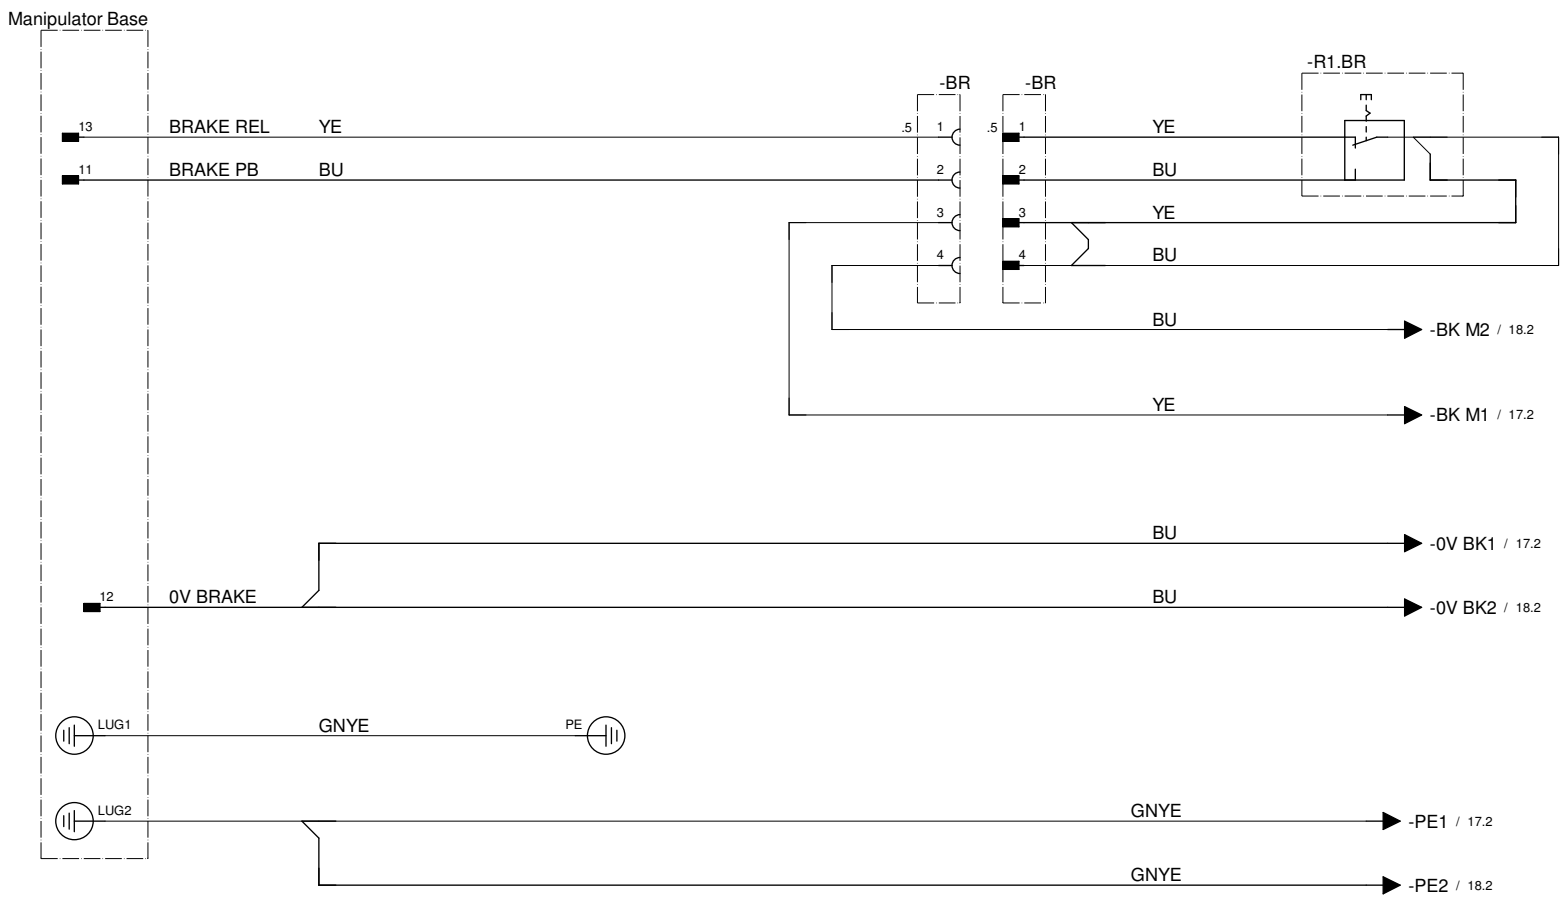 Manipulator Base
-R1.BR
-BR -BR
13 BRAKE REL YE .5 1 .5 1 YE
11 BRAKE PB BU 2 2 BU
3 3 YE
4 4 BU
BU -BK M2 / 18.2
YE -BK M1 / 17.2
BU -0V BK1 / 17.2
12 0V BRAKE BU -0V BK2 / 18.2
LUG1 GNYE PE
LUG2 GNYE -PE1 / 17.2
GNYE -PE2 / 18.2